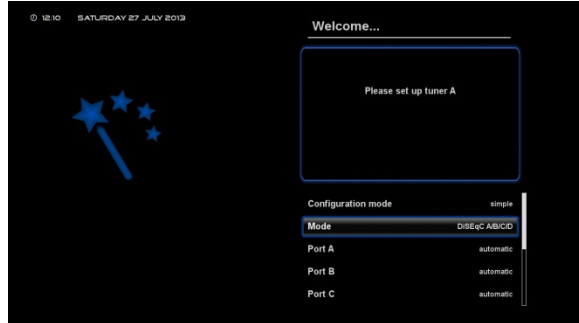 12:10 SATURDAY 27 JULY 2013
Welcome...
Please set up tuner A
Configuration mode simple
Mode DiSEqC A/B/C/D
Port A automatic
Port B automatic
Port C automatic